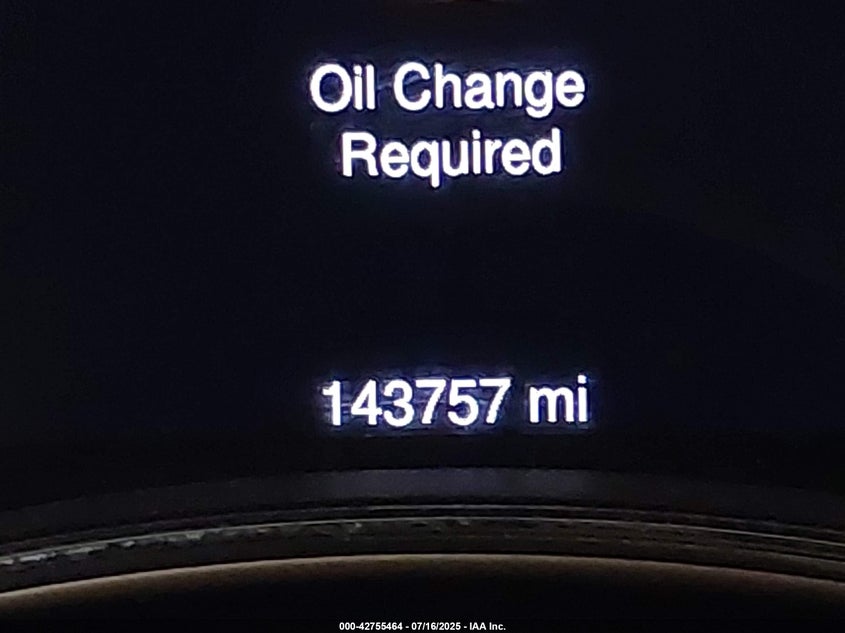 Oil Change
Required
143757 mi
000-42755464 - 07/16/2025 - IAA Inc.